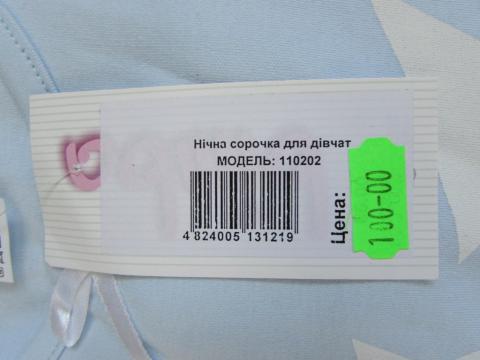 Нічна сорочка для дівчат
МОДЕЛЬ: 110202
4 824005 131219
Цена:
100-00